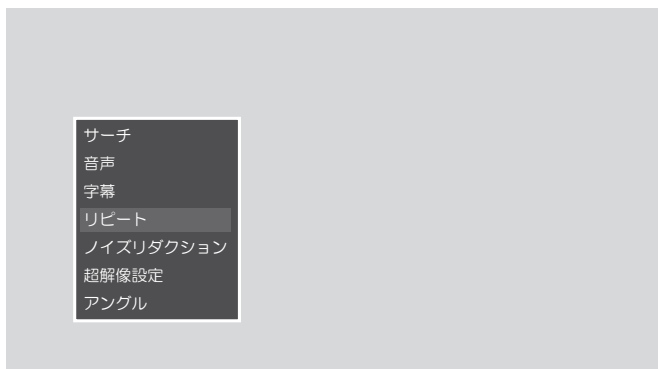 サーチ
音声
字幕
リピート
ノイズリダクション
超解像設定
アングル